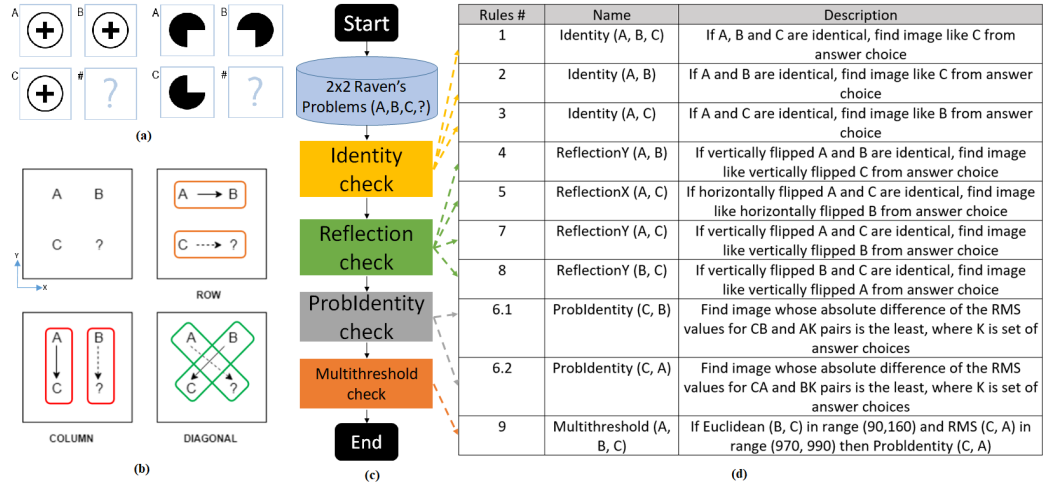 A
B
C
#
?
A
B
C
#
?
(a)
A B
C ?
Y
X
A B
C ?
ROW
A B
C ?
COLUMN
A B
C ?
DIAGONAL
(b)
Start
2x2 Raven's
Problems (A,B,C,?)
Identity
check
Reflection
check
ProbIdentity
check
Multithreshold
check
End
(c)
Rules # Name Description
1 Identity (A, B, C) If A, B and C are identical, find image like C from
answer choice
2 Identity (A, B) If A and B are identical, find image like C from answer
choice
3 Identity (A, C) If A and C are identical, find image like B from answer
choice
4 ReflectionY (A, B) If vertically flipped A and B are identical, find image
like vertically flipped C from answer choice
5 ReflectionX (A, C) If horizontally flipped A and C are identical, find image
like horizontally flipped B from answer choice
7 ReflectionY (A, C) If vertically flipped A and C are identical, find image
like vertically flipped B from answer choice
8 ReflectionY (B, C) If vertically flipped B and C are identical, find image
like vertically flipped A from answer choice
6.1 ProbIdentity (C, B) Find image whose absolute difference of the RMS
values for CB and AK pairs is the least, where K is set of
answer choices
6.2 ProbIdentity (C, A) Find image whose absolute difference of the RMS
values for CA and BK pairs is the least, where K is set of
answer choices
9 Multithreshold (A, B, C) If Euclidean (B, C) in range (90,160) and RMS (C, A) in
range (970, 990) then ProbIdentity (C, A)
(d)